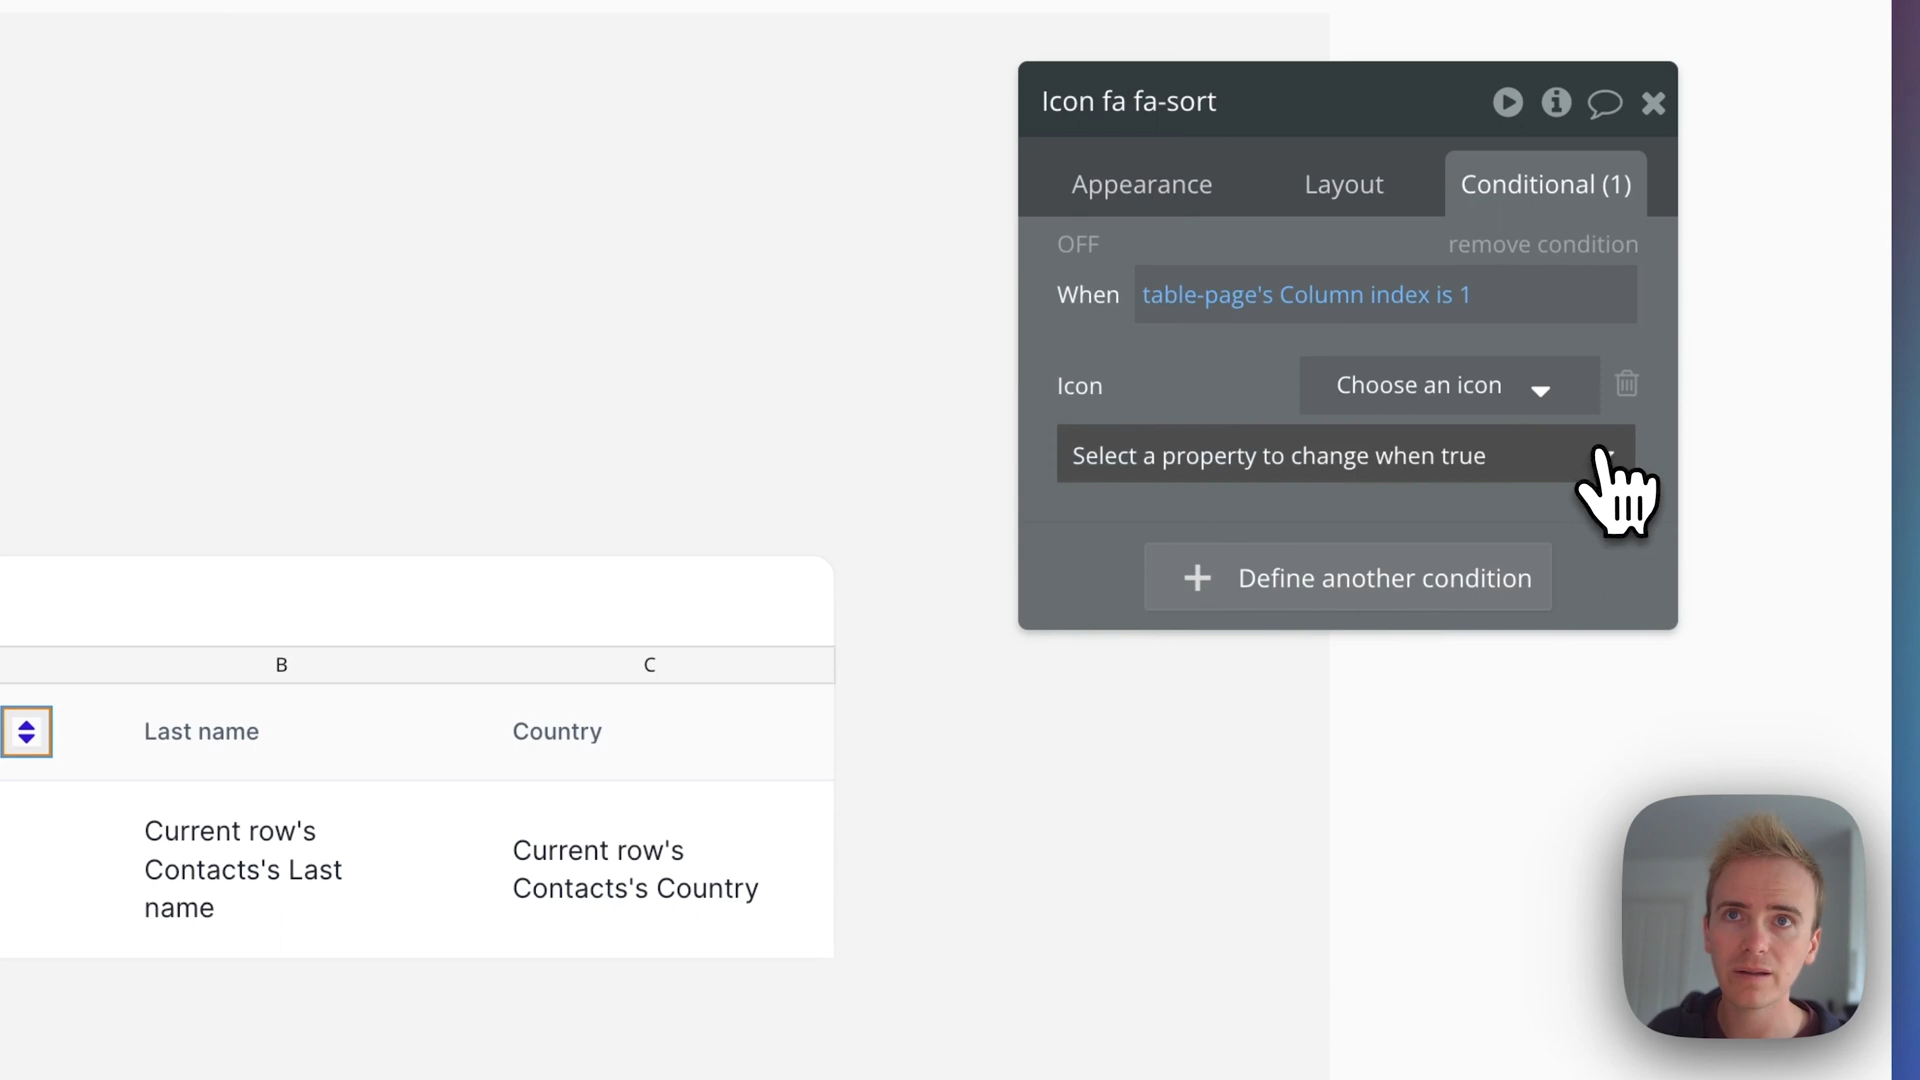 Icon fa fa-sort
Appearance
Layout
Conditional (1)
OFF
remove condition
When
table-page's Column index is 1
Icon
Choose an icon
Select a property to change when true
+ Define another condition
B
C
Last name
Country
Current row's
Contacts's Last
name
Current row's
Contacts's Country